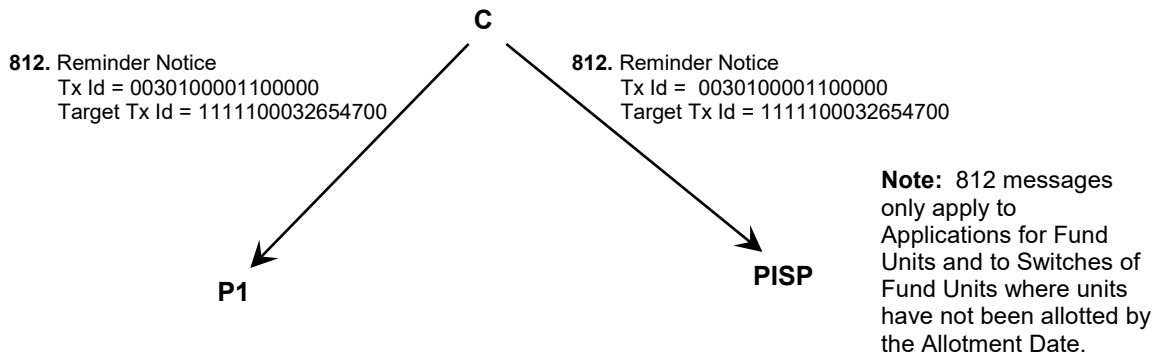 C
812. Reminder Notice
Tx Id = 0030100001100000
Target Tx Id = 1111100032654700
812. Reminder Notice
Tx Id = 0030100001100000
Target Tx Id = 1111100032654700
Note: 812 messages
only apply to
Applications for Fund
Units and to Switches of
Fund Units where units
have not been allotted by
the Allotment Date.
P1
PISP